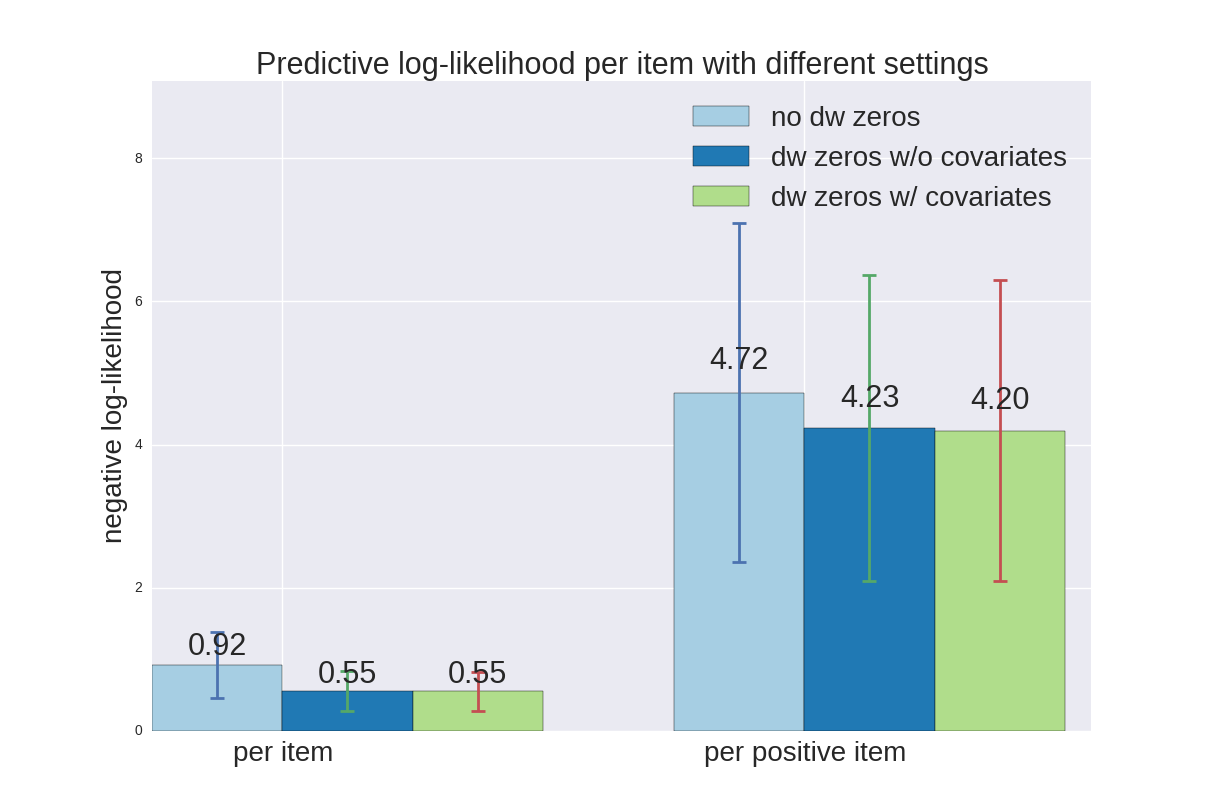 Predictive log-likelihood per item with different settings
no dw zeros
dw zeros w/o covariates
dw zeros w/ covariates
negative log-likelihood
8
6
4
2
0
4.72
4.23
4.20
0.92
0.55
0.55
per item
per positive item